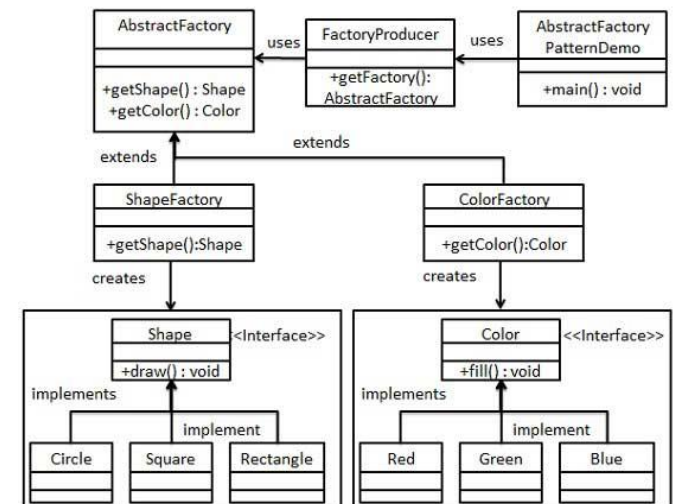 AbstractFactory
+getShape() : Shape
+getColor() : Color
uses
FactoryProducer
+getFactory():
AbstractFactory
uses
AbstractFactory
PatternDemo
+main() : void
extends
extends
ShapeFactory
+getShape():Shape
ColorFactory
+getColor():Color
creates
creates
Shape
<<Interface>>
+draw() : void
implements
implement
Circle
Square
Rectangle
Color
<<Interface>>
+fill() : void
implements
implement
Red
Green
Blue